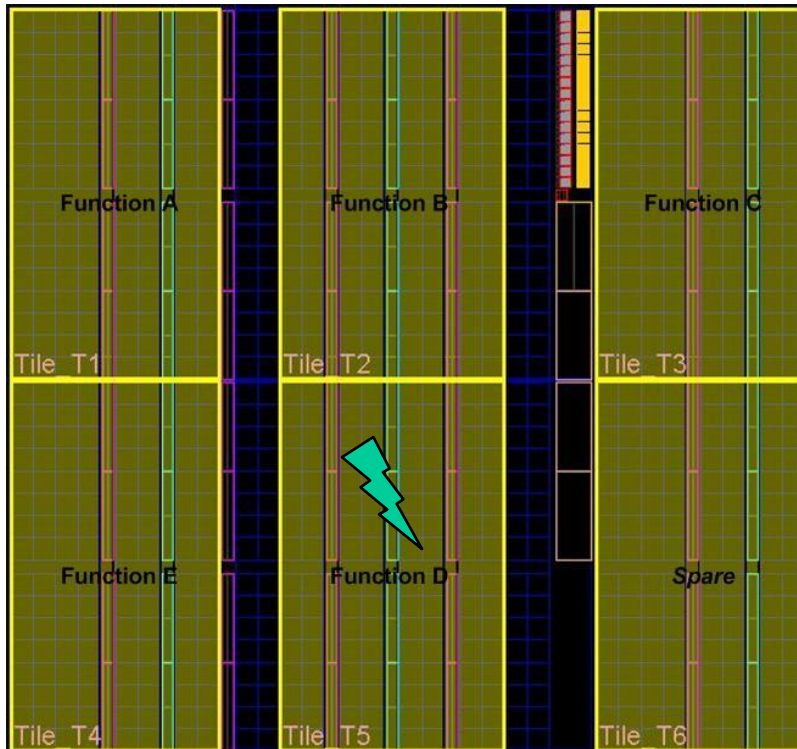 Function A
Function B
Function C
Tile_T1
Tile_T2
Tile_T3
Function E
Function D
Spare
Tile_T4
Tile_T5
Tile_T6